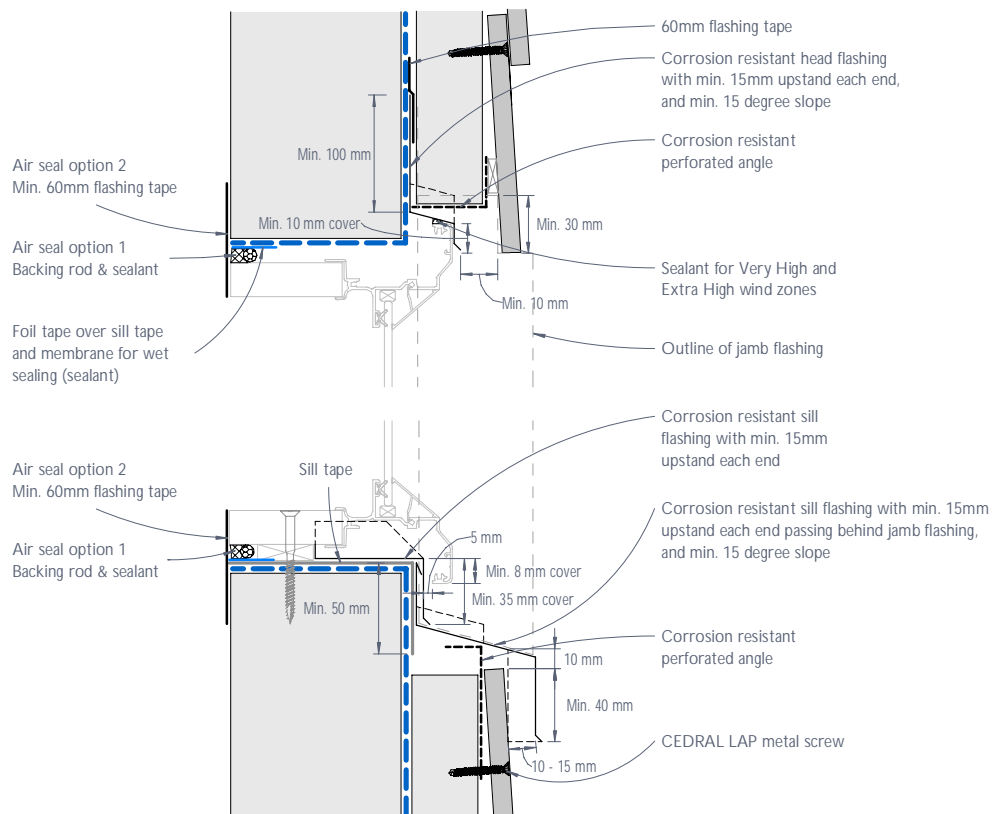 60mm flashing tape
Corrosion resistant head flashing
with min. 15mm upstand each end,
and min. 15 degree slope
Corrosion resistant
perforated angle
Min. 100 mm
Air seal option 2
Min. 60mm flashing tape
Min. 10 mm cover
Min. 30 mm
Air seal option 1
Backing rod & sealant
Sealant for Very High and
Extra High wind zones
Min. 10 mm
Foil tape over sill tape
and membrane for wet
sealing (sealant)
Outline of jamb flashing
Corrosion resistant sill
flashing with min. 15mm
upstand each end
Air seal option 2
Min. 60mm flashing tape
Sill tape
Corrosion resistant sill flashing with min. 15mm
upstand each end passing behind jamb flashing,
and min. 15 degree slope
5 mm
Air seal option 1
Backing rod & sealant
Min. 8 mm cover
Min. 35 mm cover
Min. 50 mm
Corrosion resistant
perforated angle
10 mm
Min. 40 mm
CEDRAL LAP metal screw
10 - 15 mm